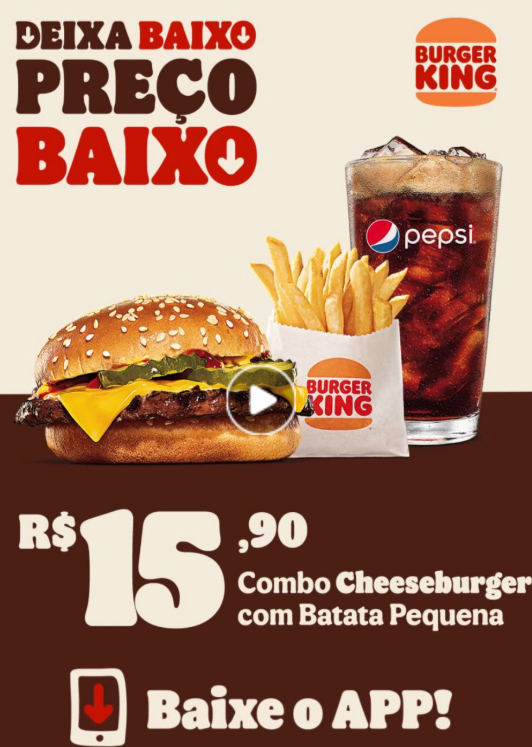 DEIXA BAIXO
PREÇO
BAIXO
BURGER
KING
pepsi
BURGER
KING
R$15,90
Combo Cheeseburger
com Batata Pequena
Baixe o APP!